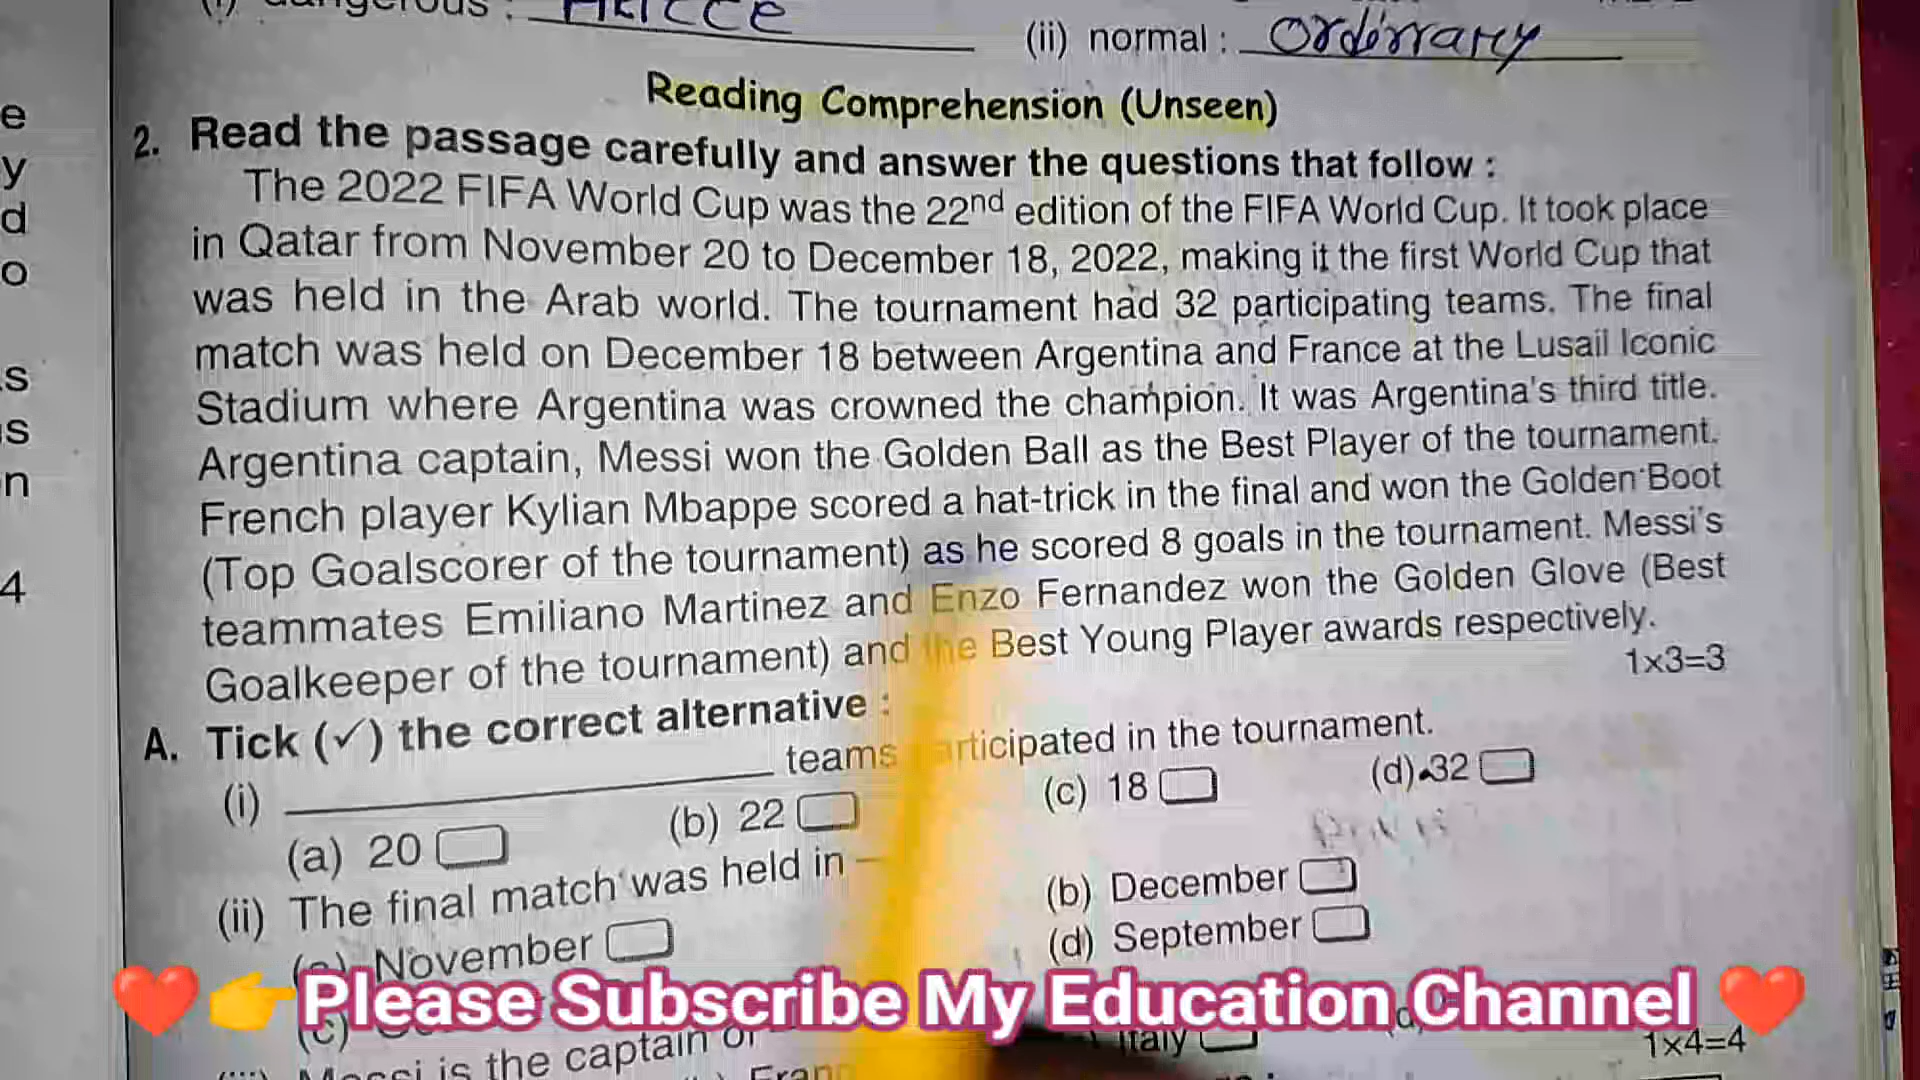 dangerous :
(ii) normal : Ordinrarcy
Reading Comprehension (Unseen)
2. Read the passage carefully and answer the questions that follow :
The 2022 FIFA World Cup was the 22nd edition of the FIFA World Cup. It took place
in Qatar from November 20 to December 18, 2022, making it the first World Cup that
was held in the Arab world. The tournament had 32 participating teams. The final
match was held on December 18 between Argentina and France at the Lusail Iconic
Stadium where Argentina was crowned the champion. It was Argentina's third title.
Argentina captain, Messi won the Golden Ball as the Best Player of the tournament.
French player Kylian Mbappe scored a hat-trick in the final and won the Golden Boot
(Top Goalscorer of the tournament) as he scored 8 goals in the tournament. Messi's
teammates Emiliano Martinez and Enzo Fernandez won the Golden Glove (Best
Goalkeeper of the tournament) and the Best Young Player awards respectively.
A. Tick (✓) the correct alternative : 1x3=3
(i) teams participated in the tournament.
(a) 20 (b) 22 (c) 18 (d) 32
(ii) The final match was held in
November (b) December
(c) (d) September
Please Subscribe My Education Channel
Messi is the captain of
Italy
1x4=4
e
y
d
o
s
s
n
4